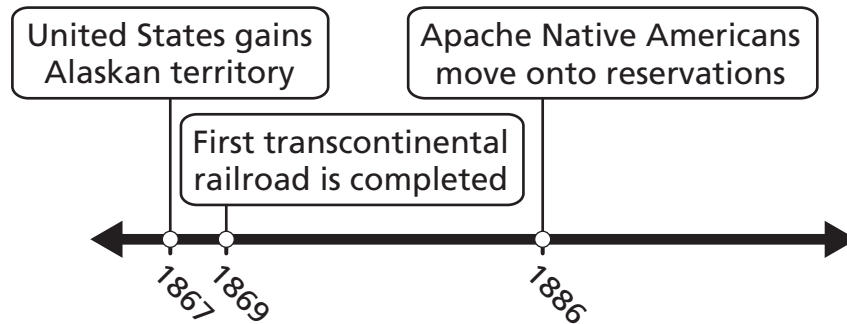 United States gains
Alaskan territory
Apache Native Americans
move onto reservations
First transcontinental
railroad is completed
1867
1869
1886